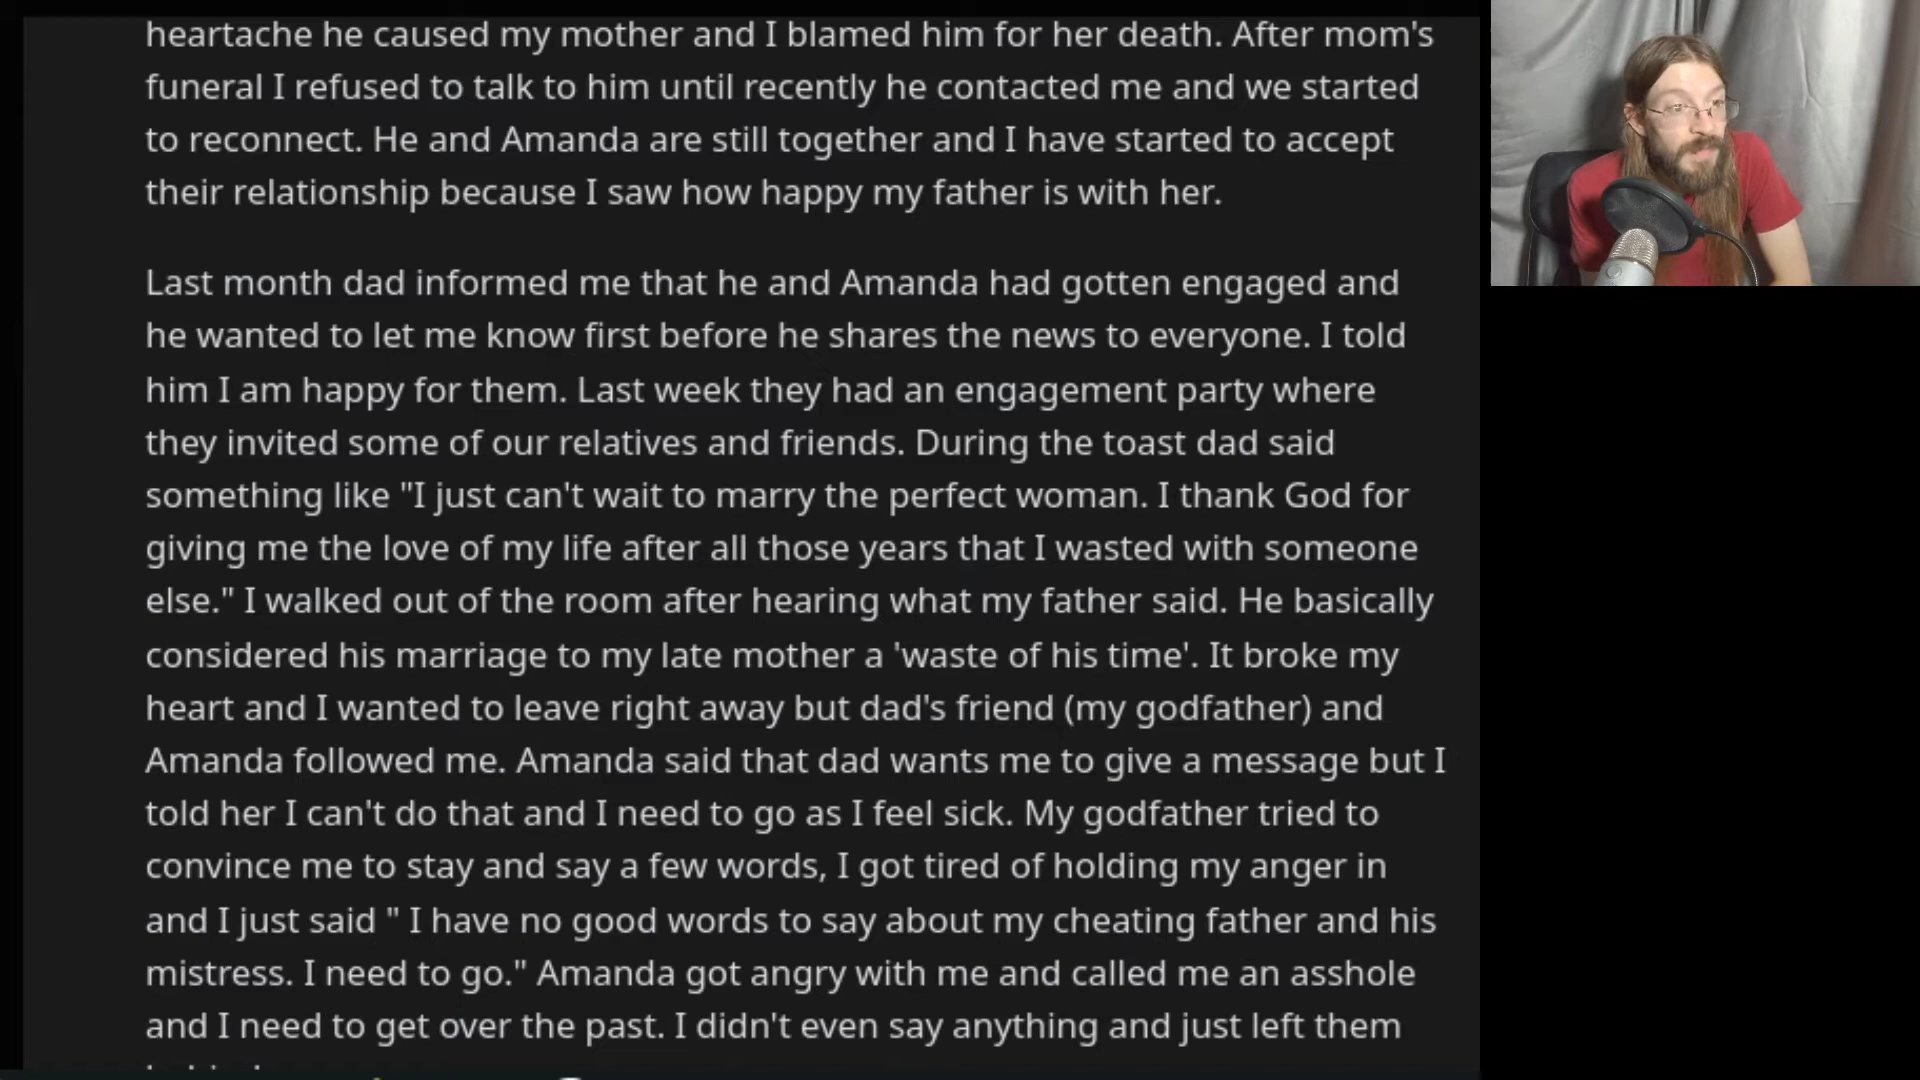 heartache he caused my mother and I blamed him for her death. After mom's
funeral I refused to talk to him until recently he contacted me and we started
to reconnect. He and Amanda are still together and I have started to accept
their relationship because I saw how happy my father is with her.
Last month dad informed me that he and Amanda had gotten engaged and
he wanted to let me know first before he shares the news to everyone. I told
him I am happy for them. Last week they had an engagement party where
they invited some of our relatives and friends. During the toast dad said
something like "I just can't wait to marry the perfect woman. I thank God for
giving me the love of my life after all those years that I wasted with someone
else." I walked out of the room after hearing what my father said. He basically
considered his marriage to my late mother a 'waste of his time'. It broke my
heart and I wanted to leave right away but dad's friend (my godfather) and
Amanda followed me. Amanda said that dad wants me to give a message but I
told her I can't do that and I need to go as I feel sick. My godfather tried to
convince me to stay and say a few words, I got tired of holding my anger in
and I just said " I have no good words to say about my cheating father and his
mistress. I need to go." Amanda got angry with me and called me an asshole
and I need to get over the past. I didn't even say anything and just left them